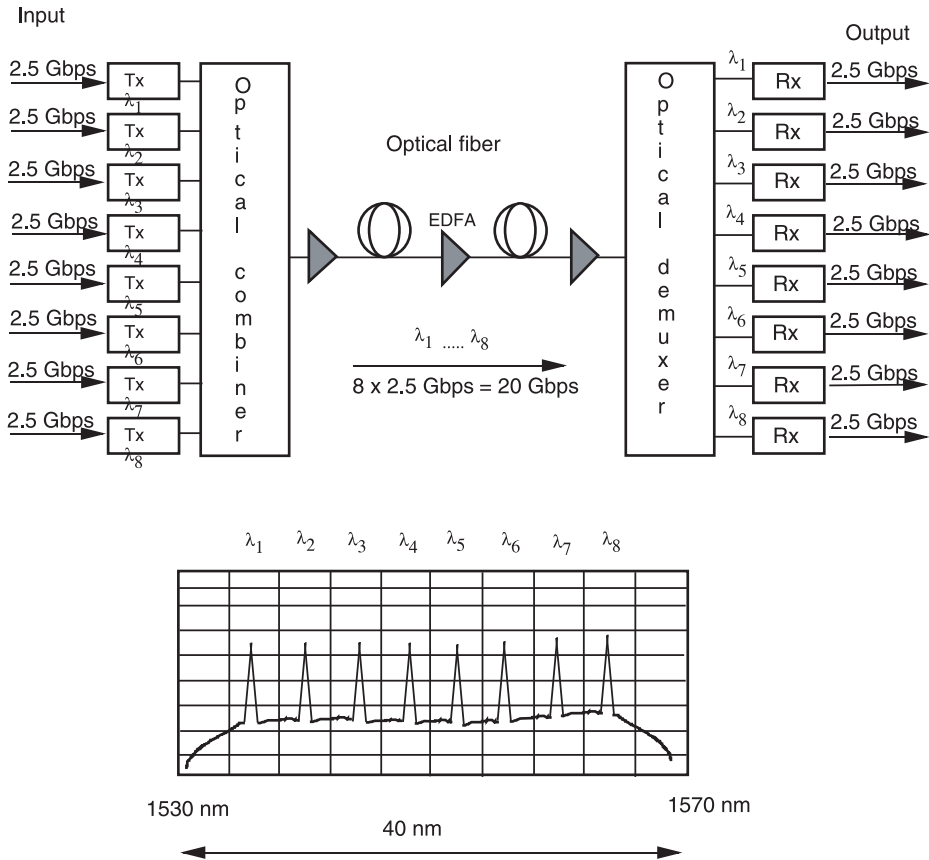 Input
Output
2.5 Gbps
Tx
λ1
2.5 Gbps
Tx
λ2
2.5 Gbps
Tx
λ3
2.5 Gbps
Tx
λ4
2.5 Gbps
Tx
λ5
2.5 Gbps
Tx
λ6
2.5 Gbps
Tx
λ7
2.5 Gbps
Tx
λ8
Optical combiner
Optical fiber
EDFA
λ1 ..... λ8
8 x 2.5 Gbps = 20 Gbps
Optical demuxer
λ1 Rx 2.5 Gbps
λ2 Rx 2.5 Gbps
λ3 Rx 2.5 Gbps
λ4 Rx 2.5 Gbps
λ5 Rx 2.5 Gbps
λ6 Rx 2.5 Gbps
λ7 Rx 2.5 Gbps
λ8 Rx 2.5 Gbps
λ1 λ2 λ3 λ4 λ5 λ6 λ7 λ8
1530 nm
1570 nm
40 nm